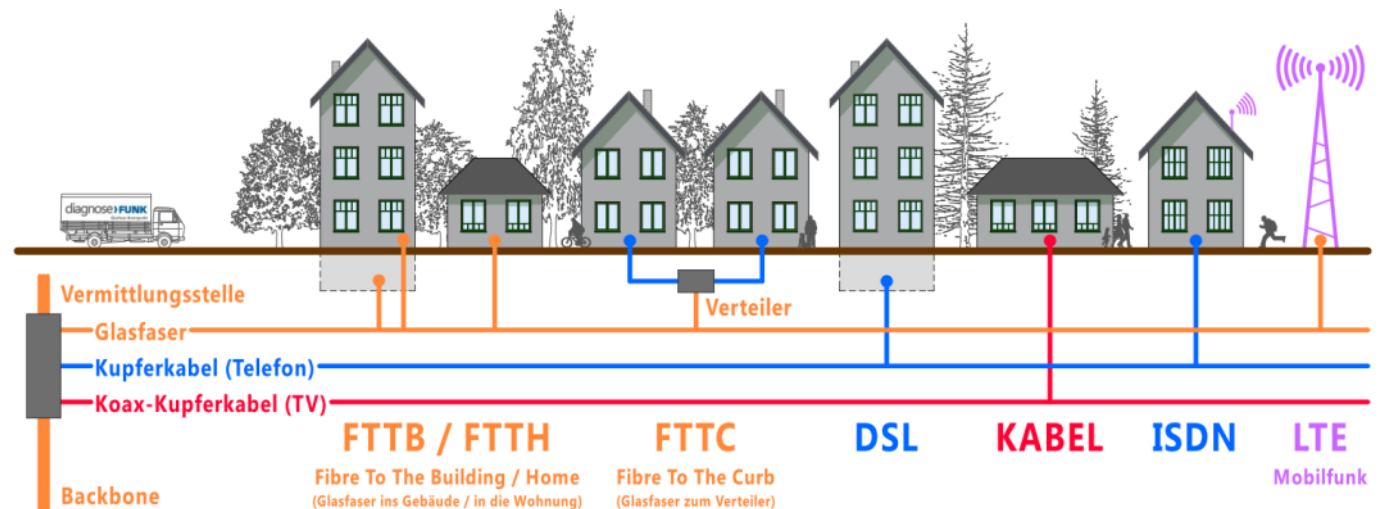 diagnose:FUNK
Vermittlungsstelle
Verteiler
Glasfaser
Kupferkabel (Telefon)
Koax-Kupferkabel (TV)
FTTB / FTTH
Fibre To The Building / Home
(Glasfaser ins Gebäude / in die Wohnung)
FTTC
Fibre To The Curb
(Glasfaser zum Verteiler)
DSL
KABEL
ISDN
LTE
Mobilfunk
Backbone